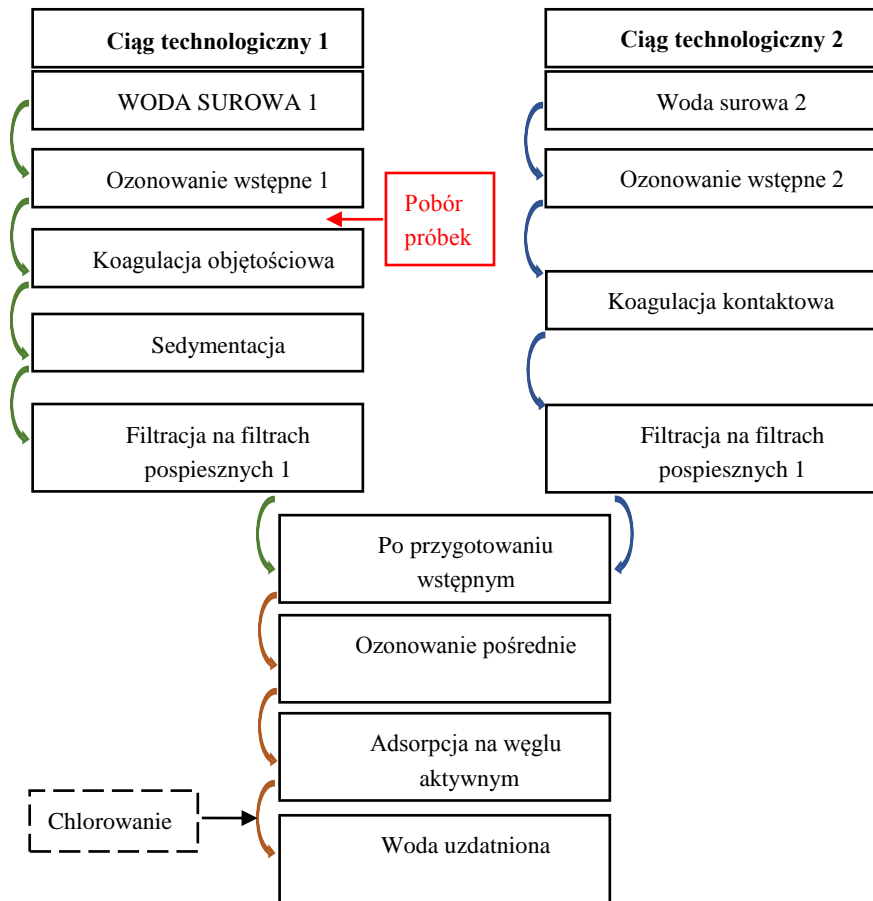 Ciąg technologiczny 1
Ciąg technologiczny 2
WODA SUROWA 1
Woda surowa 2
Ozonowanie wstępne 1
Ozonowanie wstępne 2
Pobór
próbek
Koagulacja objętościowa
Koagulacja kontaktowa
Sedymentacja
Filtracja na filtrach
pospiesznych 1
Filtracja na filtrach
pospiesznych 1
Po przygotowaniu
wstępnym
Ozonowanie pośrednie
Adsorpcja na węglu
aktywnym
Chlorowanie
Woda uzdatniona